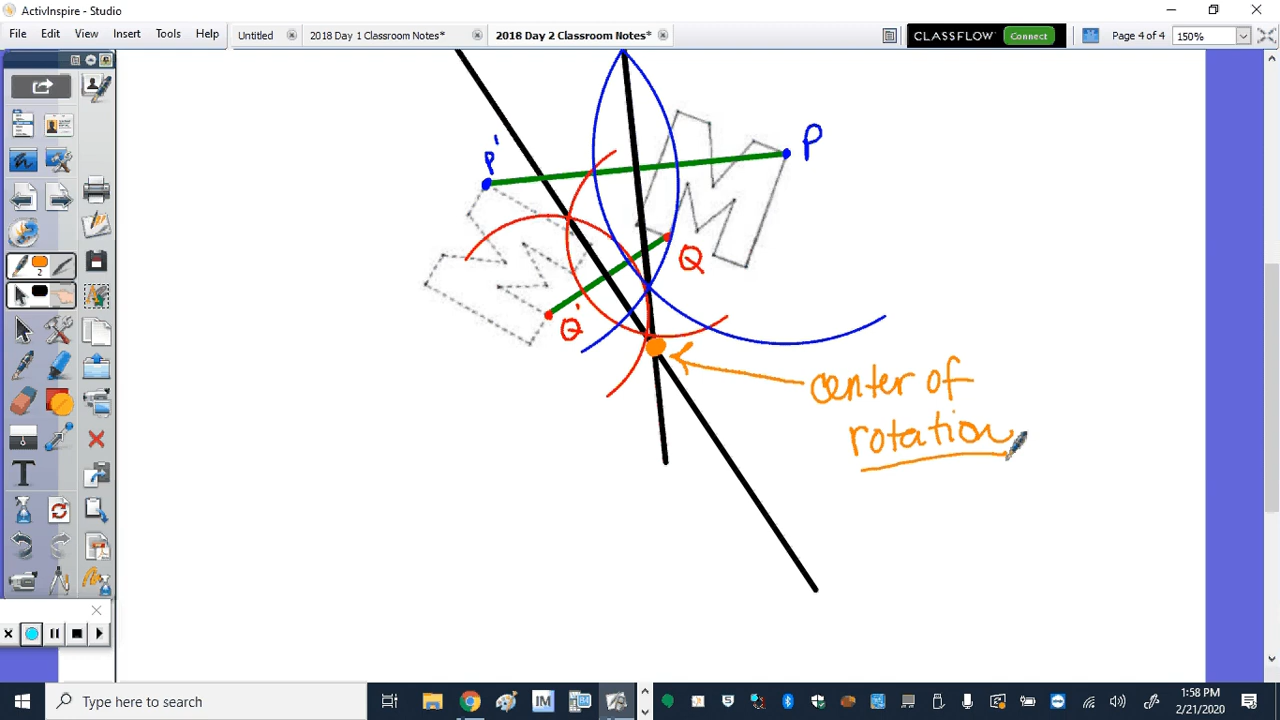 ActivInspire - Studio
File Edit View Insert Tools Help
Untitled
2018 Day 1 Classroom Notes*
2018 Day 2 Classroom Notes*
CLASSFLOW Connect
Page 4 of 4
150%
P'
P
Q
Q'
center of
rotation
2
T
Type here to search
IM
1:58 PM
2/21/2020